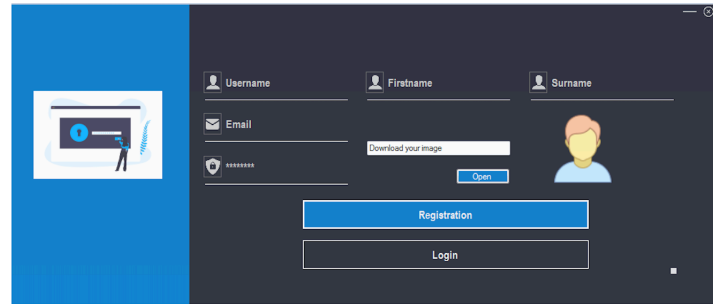 Username
Firstname
Surname
Email
Download your image
********
Open
Registration
Login